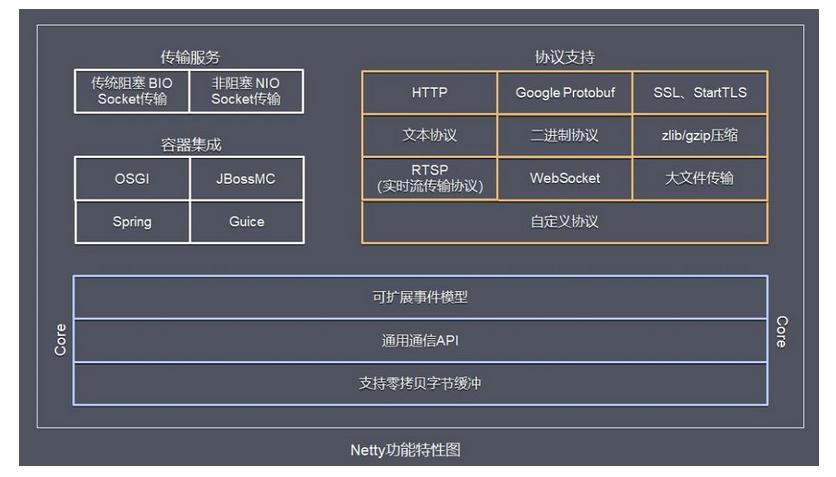 传输服务
传统阻塞 BIO
Socket传输
非阻塞 NIO
Socket传输
容器集成
OSGI
JBossMC
Spring
Guice
协议支持
HTTP
Google Protobuf
SSL、StartTLS
文本协议
二进制协议
zlib/gzip压缩
RTSP
(实时流传输协议)
WebSocket
大文件传输
自定义协议
Core
可扩展事件模型
通用通信API
支持零拷贝字节缓冲
Core
Netty功能特性图